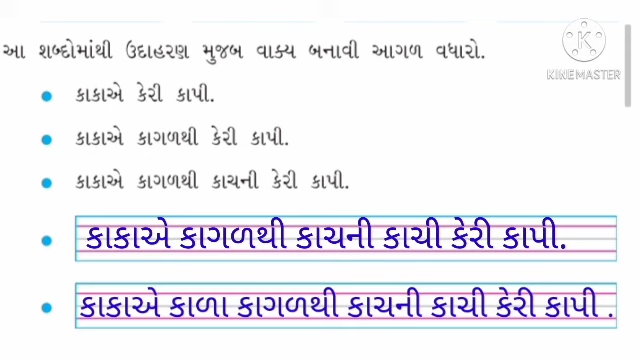 આ શબ્દોમાંથી ઉદાહરણ મુજબ વાક્ય બનાવી આગળ વધારો.
KINEMASTER
કાકાએ કેરી કાપી.
કાકાએ કાગળથી કેરી કાપી.
કાકાએ કાગળથી કાચની કેરી કાપી.
કાકાએ કાગળથી કાચની કાચી કેરી કાપી.
કાકાએ કાળા કાગળથી કાચની કાચી કેરી કાપી .